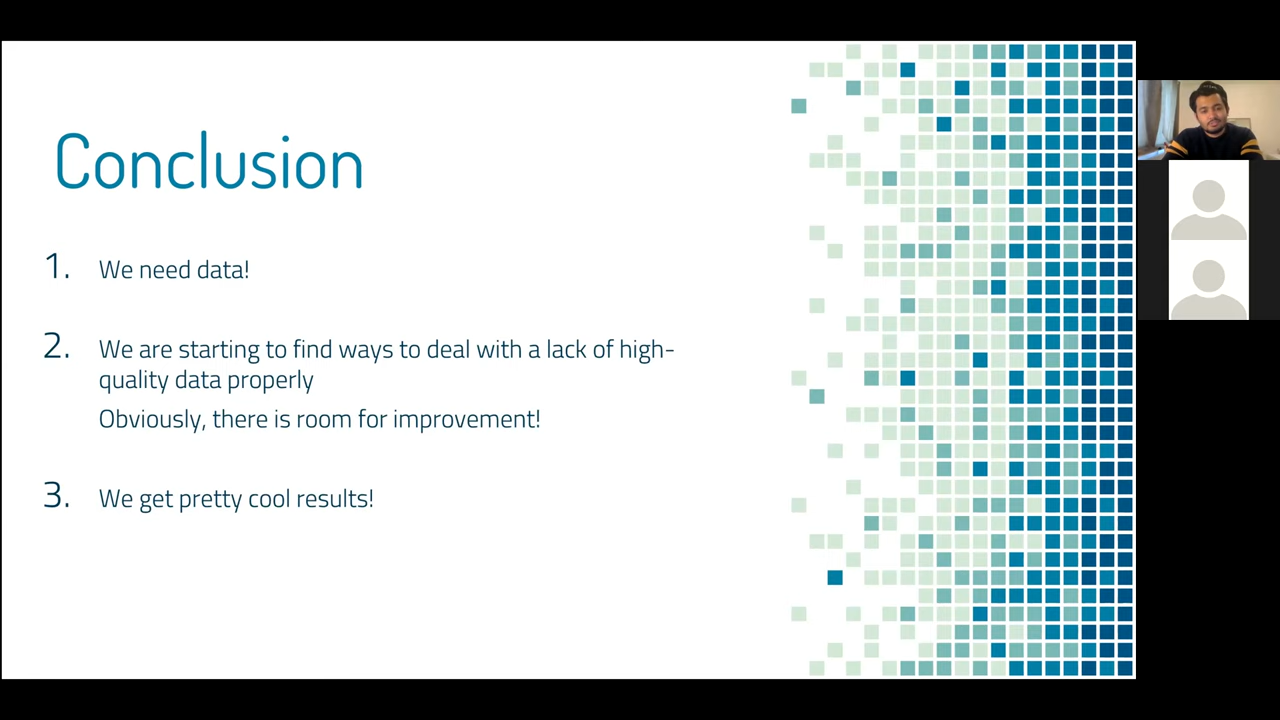 Conclusion
1. We need data!
2. We are starting to find ways to deal with a lack of high-
quality data properly
Obviously, there is room for improvement!
3. We get pretty cool results!